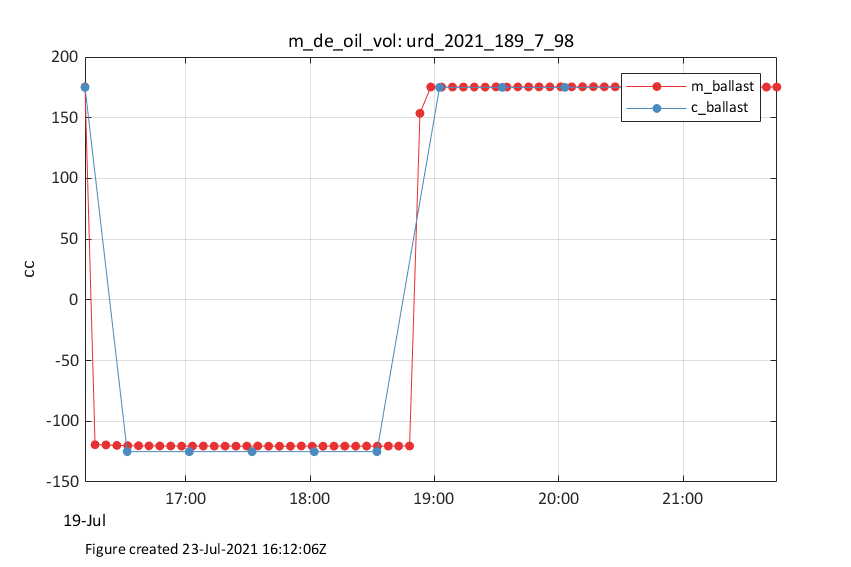 m_de_oil_vol: urd_2021_189_7_98
200
150
100
50
0
-50
-100
-150
cc
m_ballast
c_ballast
17:00 18:00 19:00 20:00 21:00
19-Jul
Figure created 23-Jul-2021 16:12:06Z